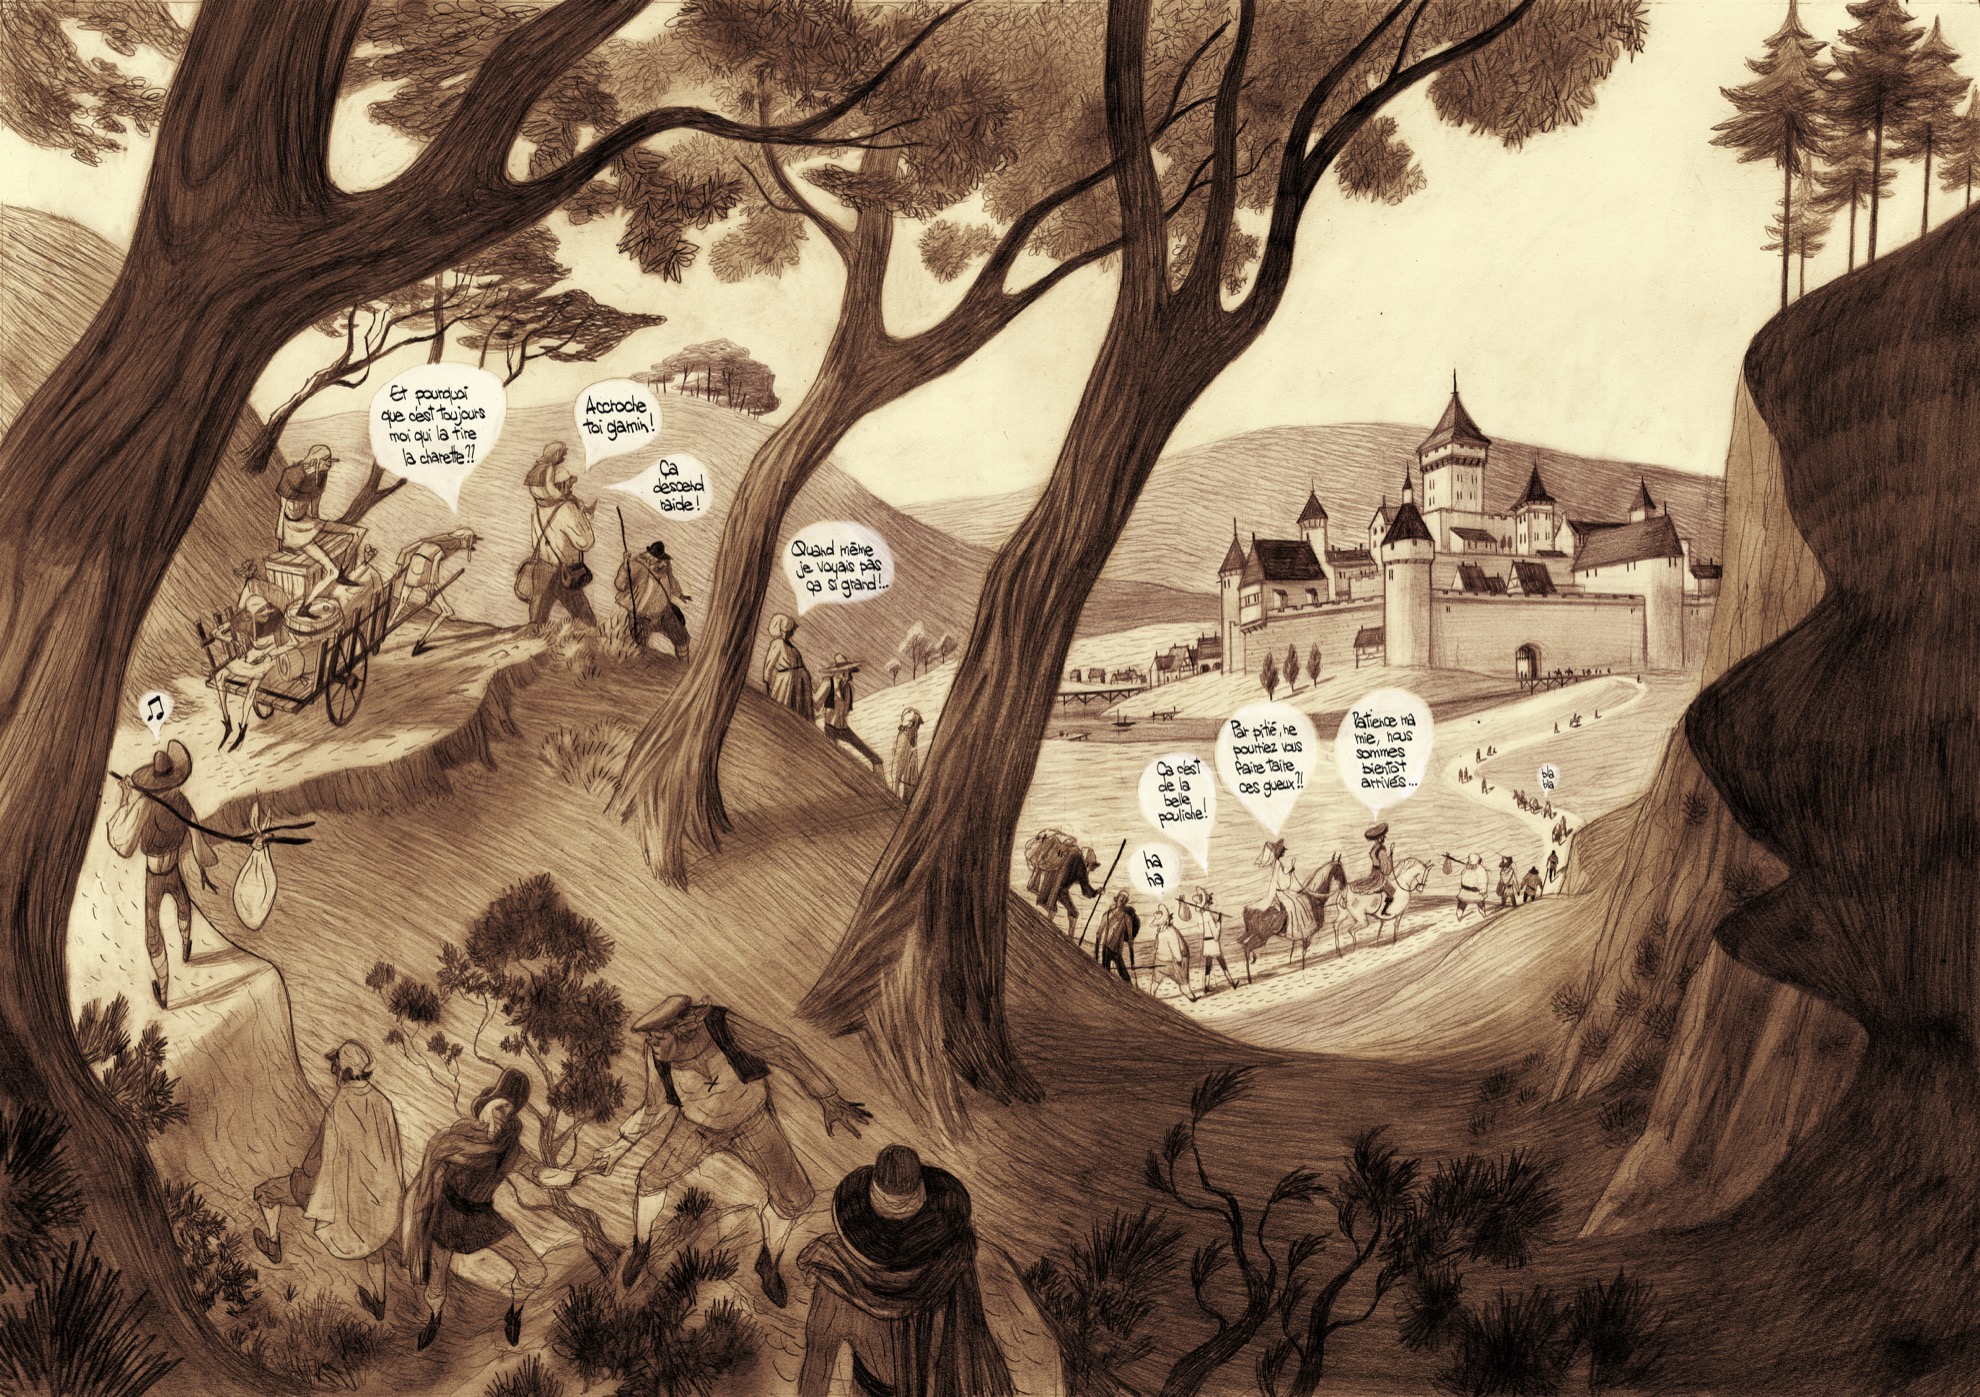 Et pourquoi
que c'est toujours
moi qui la tire
la charette??
Accroche
toi gamin!
Ça
descend
raide!
Quand même
je voyais pas
ça si grand!..
Ça c'est
de la
belle
pouliche!
ha
ha
Par pitié, ne
pourriez vous
faire taire
ces gueux?!
Patience ma
mie, nous
sommes
bientôt
arrivés...
bla
bla